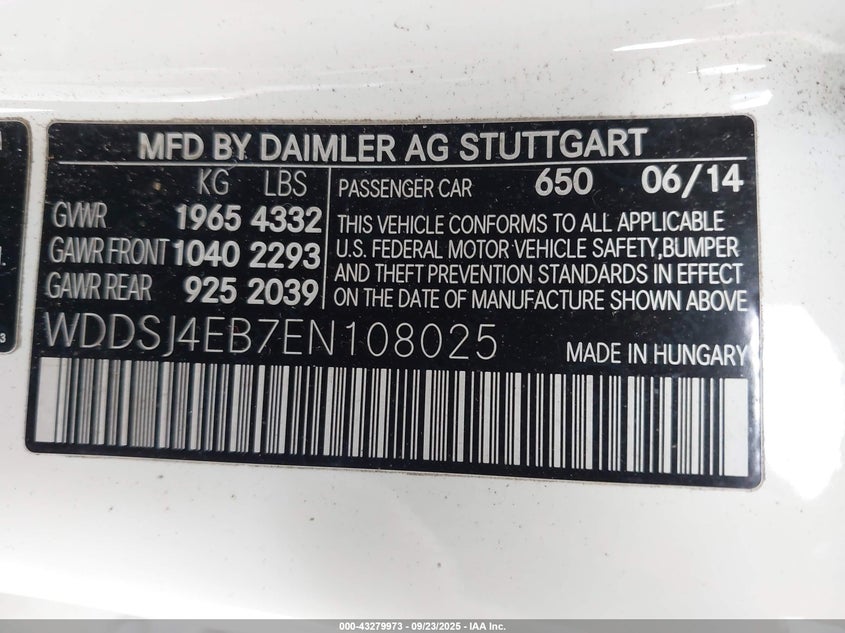 MFD BY DAIMLER AG STUTTGART
KG LBS
GVWR 1965 4332
GAWR FRONT 1040 2293
GAWR REAR 925 2039
PASSENGER CAR 650 06/14
THIS VEHICLE CONFORMS TO ALL APPLICABLE
U.S. FEDERAL MOTOR VEHICLE SAFETY,BUMPER
AND THEFT PREVENTION STANDARDS IN EFFECT
ON THE DATE OF MANUFACTURE SHOWN ABOVE
WDDSJ4EB7EN108025
MADE IN HUNGARY
000-43279973 - 09/23/2025 - IAA Inc.